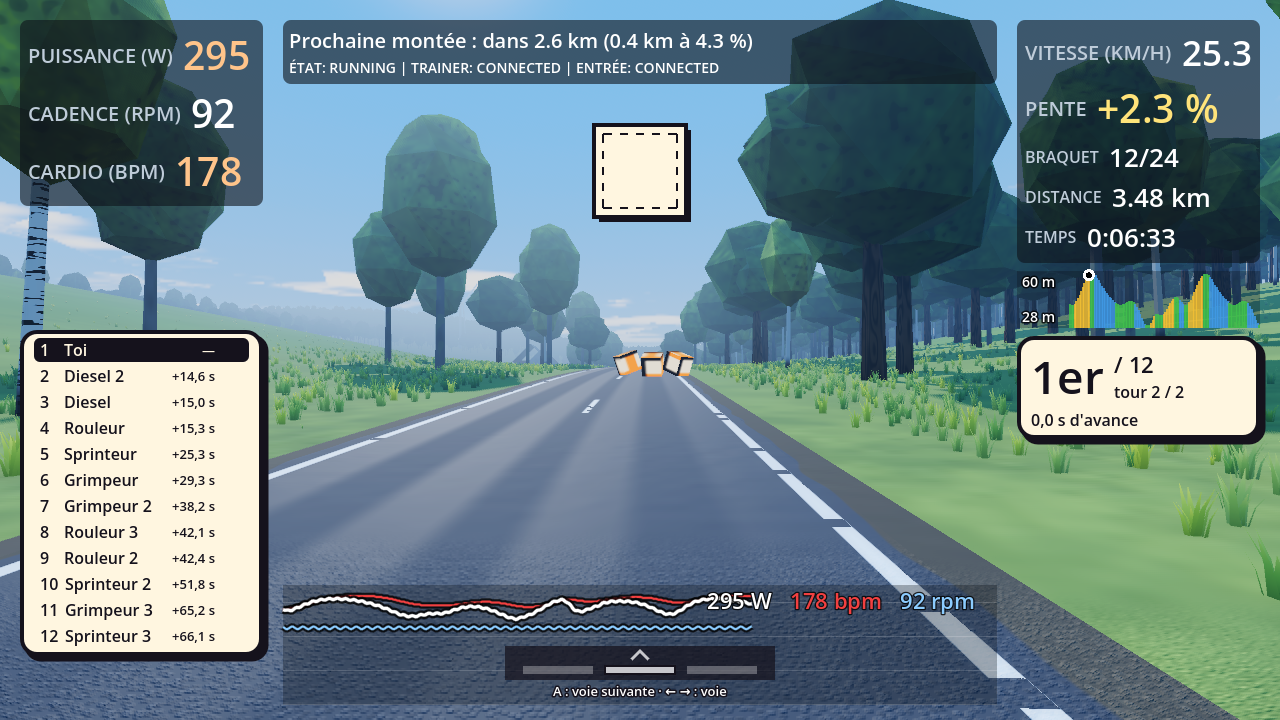 PUISSANCE (W) 295
CADENCE (RPM) 92
CARDIO (BPM) 178
Prochaine montée : dans 2.6 km (0.4 km à 4.3 %)
ÉTAT: RUNNING | TRAINER: CONNECTED | ENTRÉE: CONNECTED
VITESSE (KM/H) 25.3
PENTE +2.3 %
BRAQUET 12/24
DISTANCE 3.48 km
TEMPS 0:06:33
60 m
28 m
1er / 12
tour 2 / 2
0,0 s d'avance
1 Toi —
2 Diesel 2 +14,6 s
3 Diesel +15,0 s
4 Rouleur +15,3 s
5 Sprinteur +25,3 s
6 Grimpeur +29,3 s
7 Grimpeur 2 +38,2 s
8 Rouleur 3 +42,1 s
9 Rouleur 2 +42,4 s
10 Sprinteur 2 +51,8 s
11 Grimpeur 3 +65,2 s
12 Sprinteur 3 +66,1 s
295 W 178 bpm 92 rpm
A : voie suivante · ← → : voie